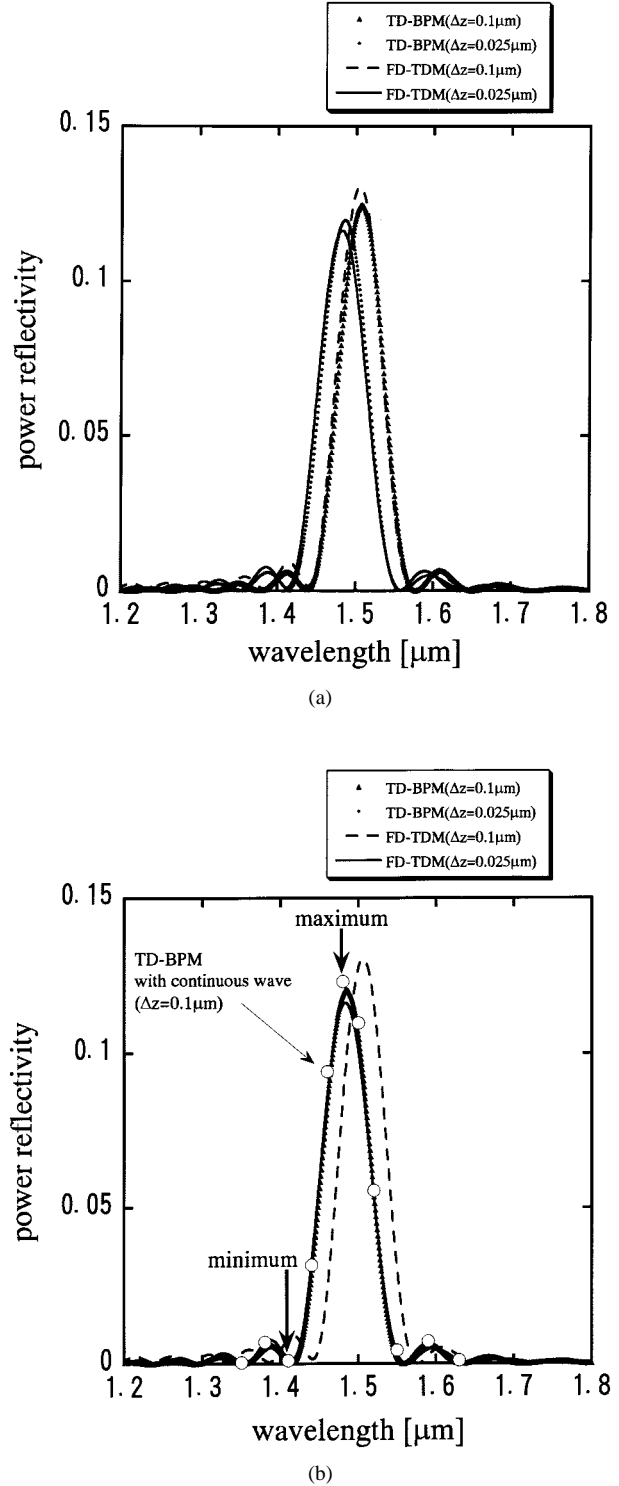 TD-BPM(Δz=0.1μm)
TD-BPM(Δz=0.025μm)
FD-TDM(Δz=0.1μm)
FD-TDM(Δz=0.025μm)
0.15
0.1
0.05
0
power reflectivity
1.2 1.3 1.4 1.5 1.6 1.7 1.8
wavelength [μm]
(a)
TD-BPM(Δz=0.1μm)
TD-BPM(Δz=0.025μm)
FD-TDM(Δz=0.1μm)
FD-TDM(Δz=0.025μm)
0.15
maximum
TD-BPM
with continuous wave
(Δz=0.1μm)
0.1
0.05
minimum
0
power reflectivity
1.2 1.3 1.4 1.5 1.6 1.7 1.8
wavelength [μm]
(b)